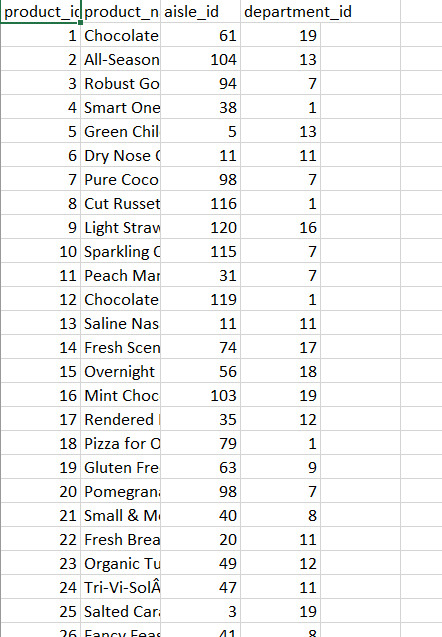 product_id product_n aisle_id department_id
1 Chocolate 61 19
2 All-Season 104 13
3 Robust Go 94 7
4 Smart One 38 1
5 Green Chil 5 13
6 Dry Nose 11 11
7 Pure Coco 98 7
8 Cut Russet 116 1
9 Light Straw 120 16
10 Sparkling 115 7
11 Peach Man 31 7
12 Chocolate 119 1
13 Saline Nas 11 11
14 Fresh Scen 74 17
15 Overnight 56 18
16 Mint Choc 103 19
17 Rendered 35 12
18 Pizza for O 79 1
19 Gluten Fre 63 9
20 Pomegrana 98 7
21 Small & Me 40 8
22 Fresh Brea 20 11
23 Organic Tu 49 12
24 Tri-Vi-SolÂ 47 11
25 Salted Cara 3 19
26 Fancy Feas 41 8